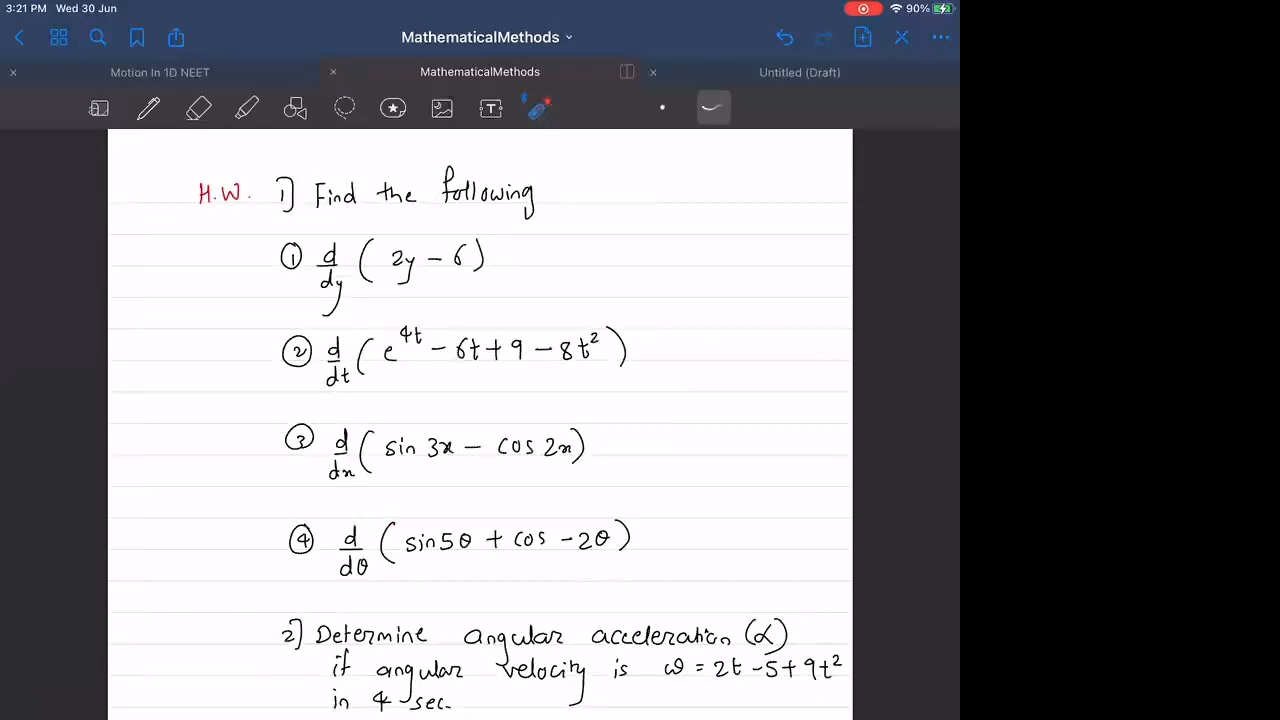 3:21 PM Wed 30 Jun
90%
MathematicalMethods
Motion In 1D NEET
MathematicalMethods
Untitled (Draft)
H.W. 1] Find the following
① d/dy ( 2y - 6 )
② d/dt ( e^4t - 6t + 9 - 8t² )
③ d/dx ( sin 3x - cos 2x )
④ d/dθ ( sin5θ + cos -2θ )
2] Determine angular acceleration (α)
if angular velocity is ω = 2t - 5 + 9t²
in 4 sec.